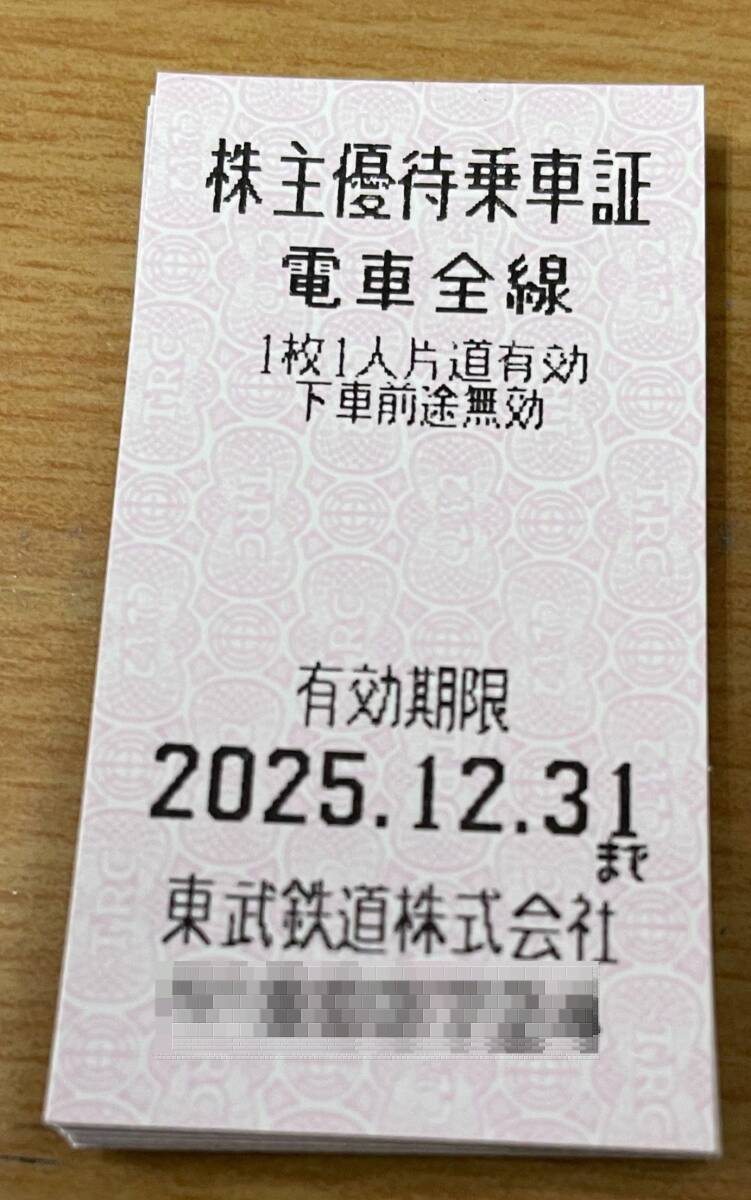 株主優待乗車証
電車全線
1枚1人片道有効
下車前途無効
有効期限
2025.12.31
まで
東武鉄道株式会社